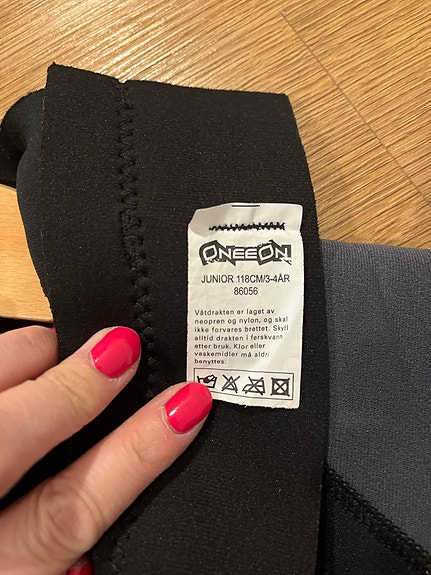 ONEEON
JUNIOR 118CM/3-4ÅR
86056
Våtdrakten er laget av
neopren og nylon, og skal
ikke forvares brettet. Skyll
alltid drakten i ferskvann
etter bruk. Klor eller
vaskemidler må aldri
benyttes.